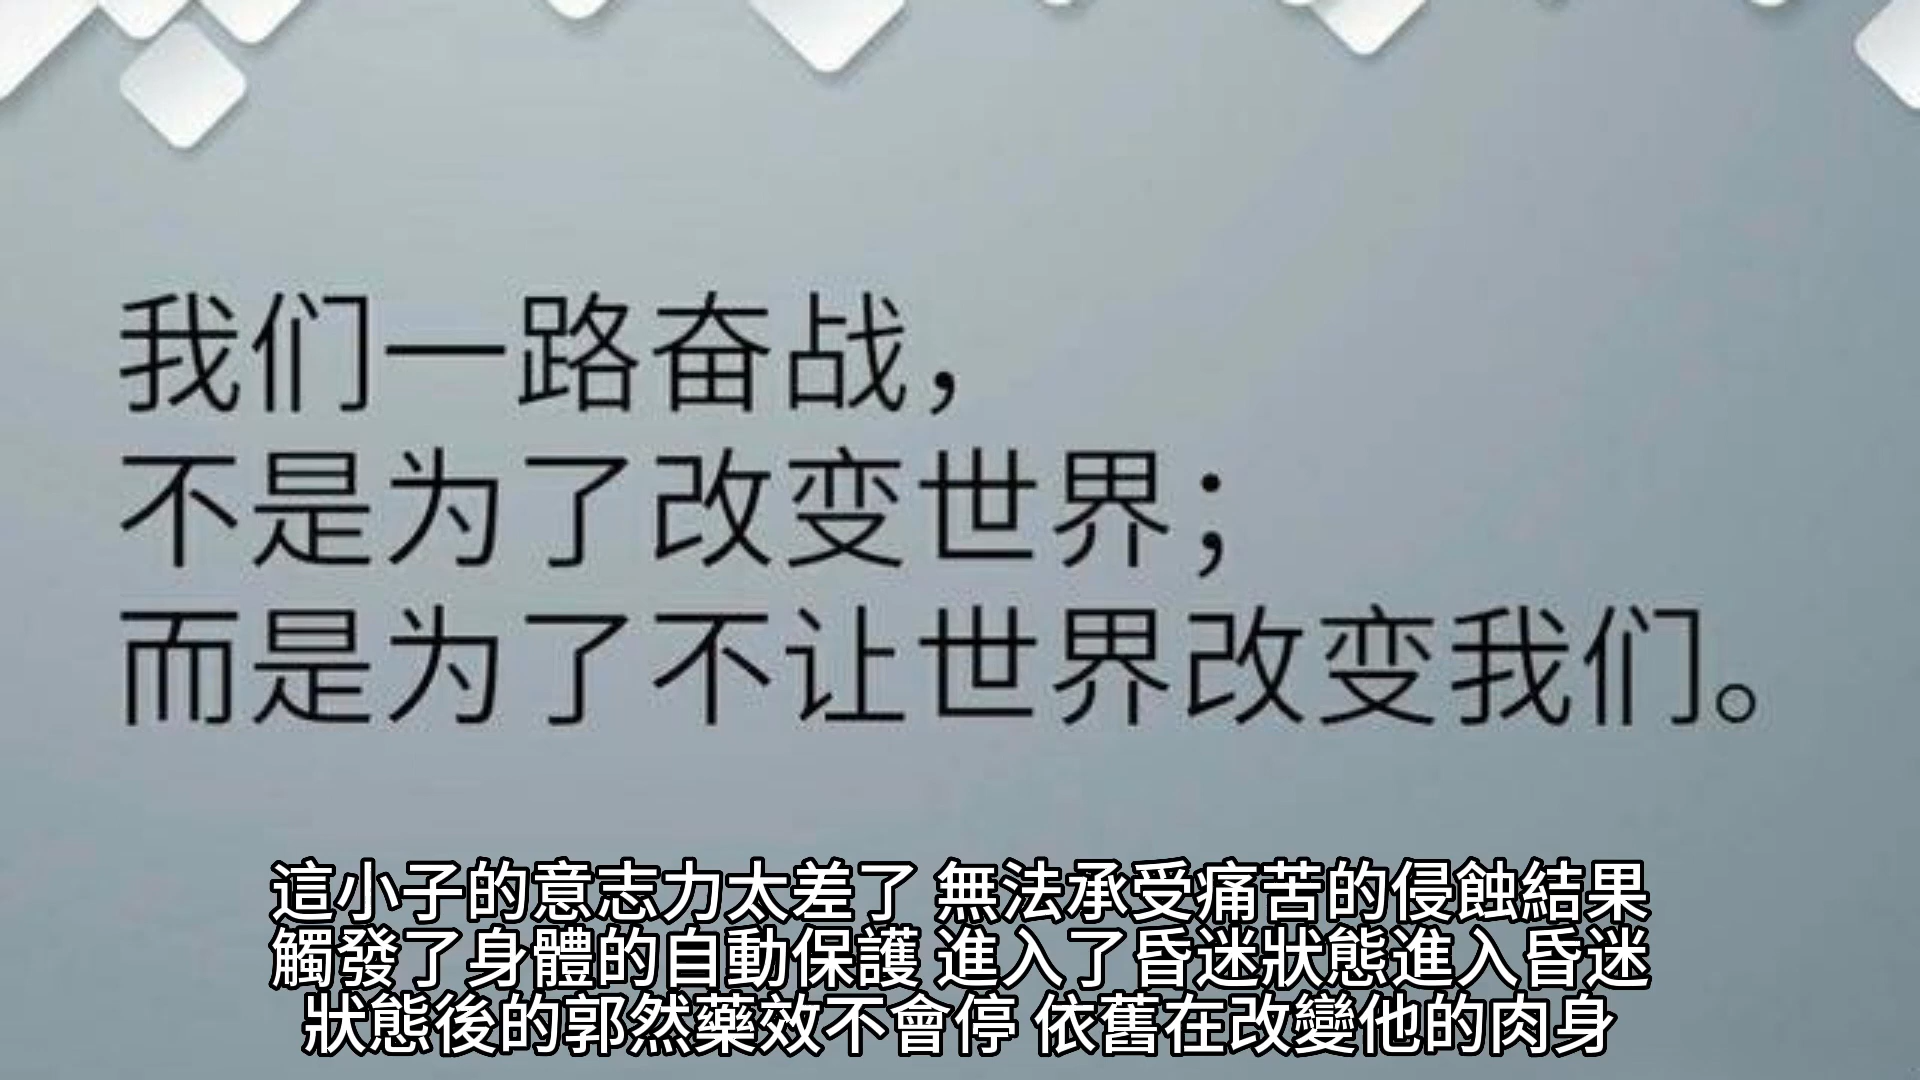 我们一路奋战，
不是为了改变世界；
而是为了不让世界改变我们。
這小子的意志力太差了 無法承受痛苦的侵蝕結果
觸發了身體的自動保護 進入了昏迷狀態進入昏迷
狀態後的郭然藥效不會停 依舊在改變他的肉身